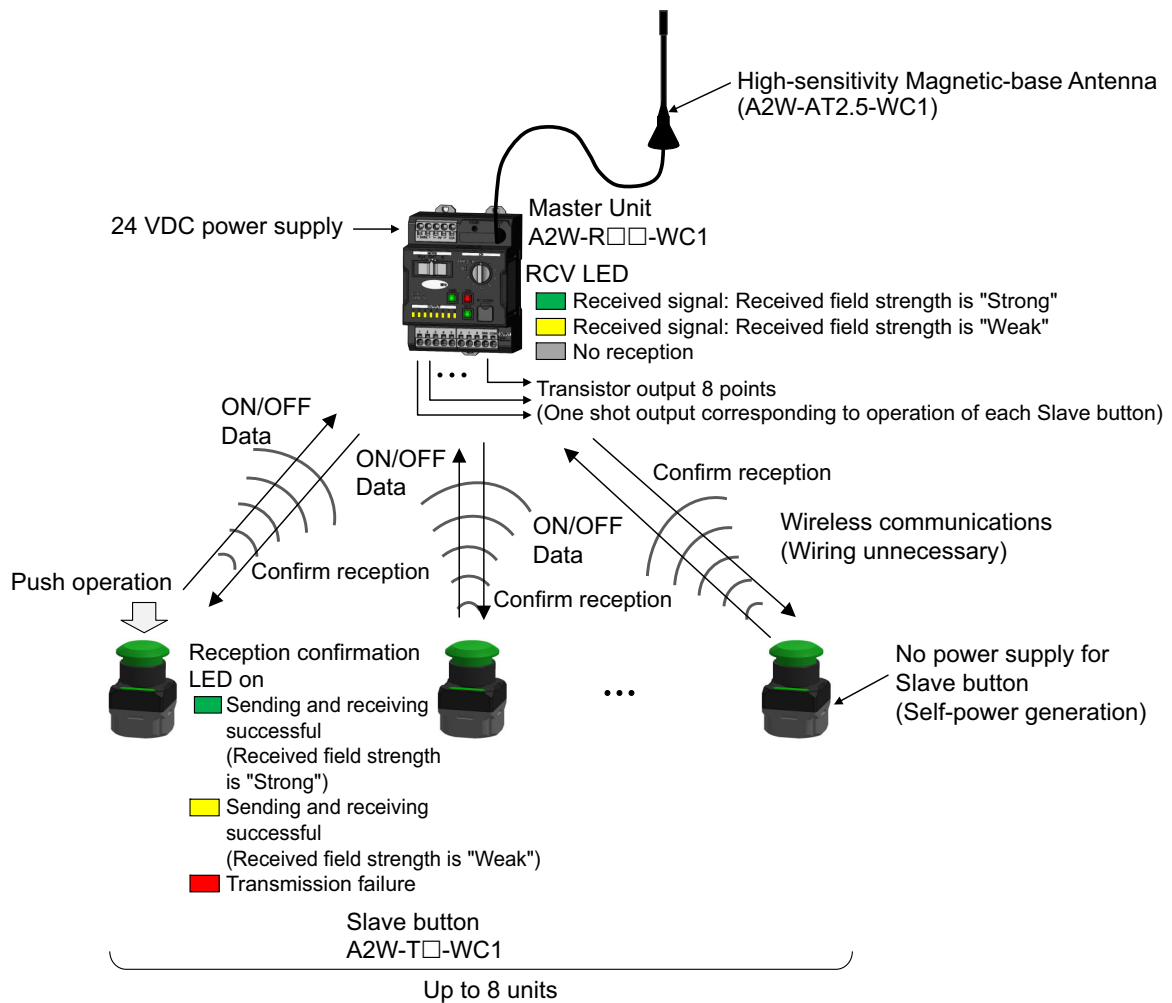 High-sensitivity Magnetic-base Antenna
(A2W-AT2.5-WC1)
24 VDC power supply
Master Unit
A2W-R□□-WC1
RCV LED
Received signal: Received field strength is "Strong"
Received signal: Received field strength is "Weak"
No reception
•••
Transistor output 8 points
(One shot output corresponding to operation of each Slave button)
ON/OFF
Data
ON/OFF
Data
Confirm reception
ON/OFF
Data
Wireless communications
(Wiring unnecessary)
Push operation
Confirm reception
Confirm reception
Reception confirmation
LED on
Sending and receiving
successful
(Received field strength
is "Strong")
Sending and receiving
successful
(Received field strength is "Weak")
Transmission failure
•••
No power supply for
Slave button
(Self-power generation)
Slave button
A2W-T□-WC1
Up to 8 units